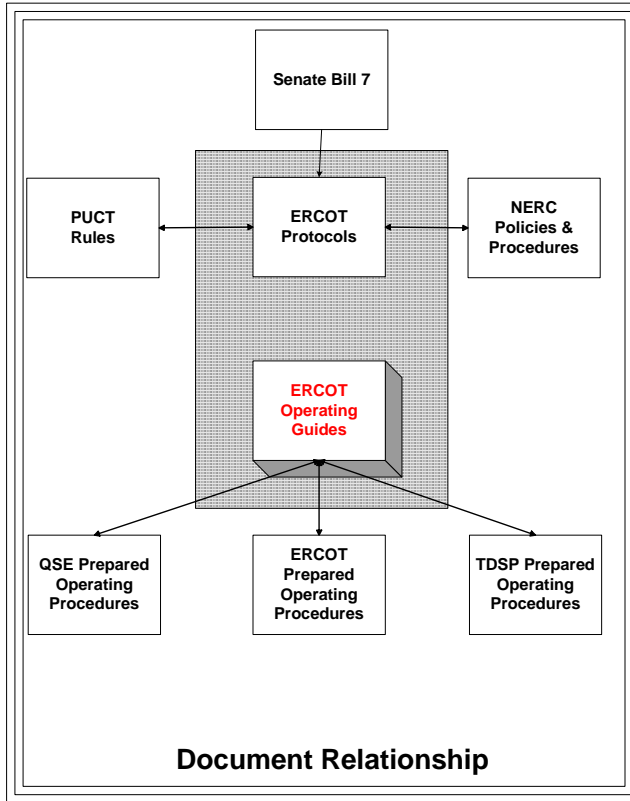 Senate Bill 7
PUCT
Rules
ERCOT
Protocols
NERC
Policies &
Procedures
ERCOT
Operating
Guides
QSE Prepared
Operating
Procedures
ERCOT
Prepared
Operating
Procedures
TDSP Prepared
Operating
Procedures
Document Relationship